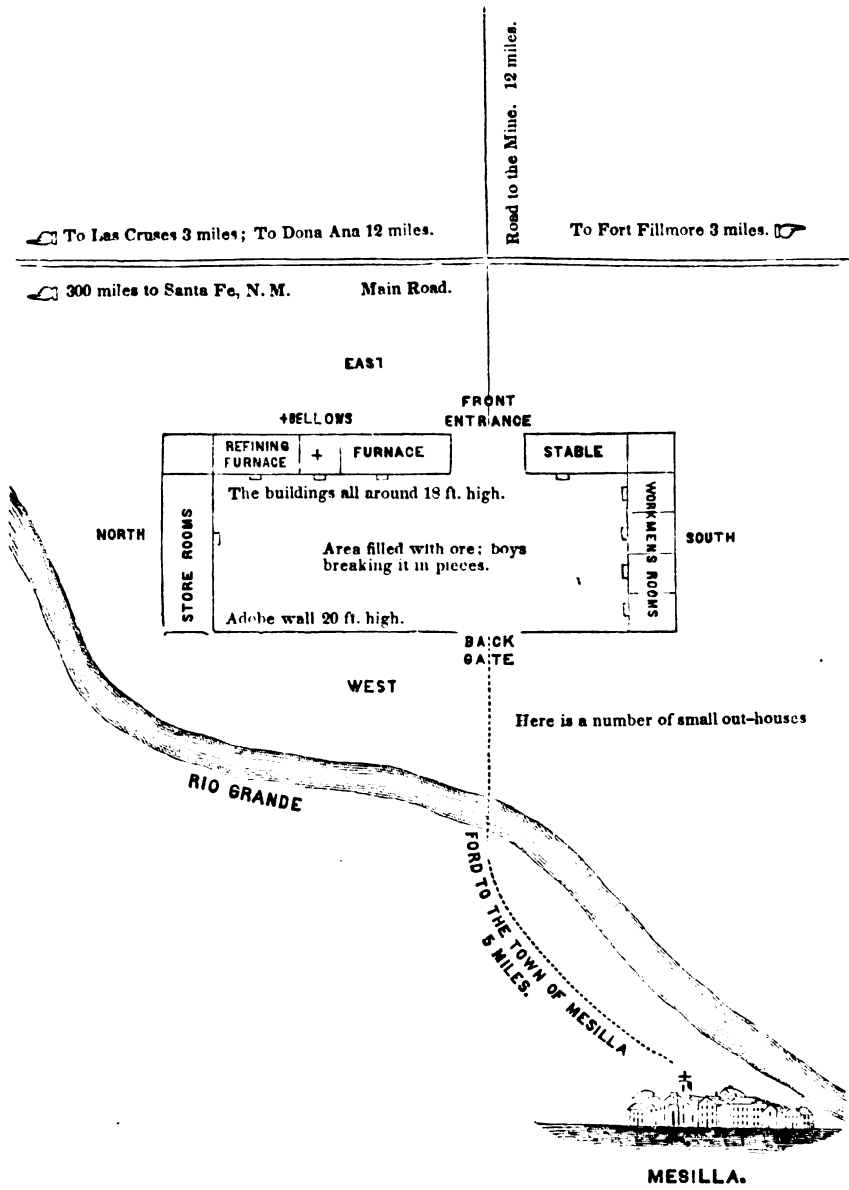 Road to the Mine. 12 miles.
To Las Cruses 3 miles; To Dona Ana 12 miles.
To Fort Fillmore 3 miles.
300 miles to Santa Fe, N. M.
Main Road.
EAST
FRONT
ENTRANCE
+BELLOWS
REFINING
FURNACE
+
FURNACE
STABLE
The buildings all around 18 ft. high.
NORTH
STORE ROOMS
Area filled with ore; boys
breaking it in pieces.
WORKMENS ROOMS
SOUTH
Adobe wall 20 ft. high.
BACK
GATE
WEST
Here is a number of small out-houses
RIO GRANDE
FORD TO THE TOWN OF MESILLA
5 MILES.
MESILLA.